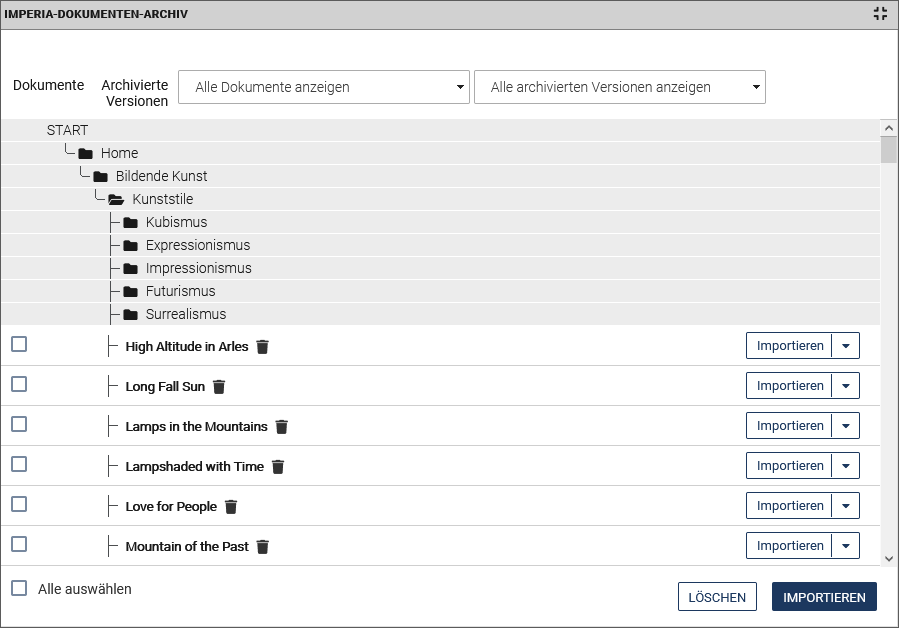 IMPERIA-DOKUMENTEN-ARCHIV
Dokumente
Archivierte
Versionen
Alle Dokumente anzeigen
Alle archivierten Versionen anzeigen
START
Home
Bildende Kunst
Kunststile
Kubismus
Expressionismus
Impressionismus
Futurismus
Surrealismus
High Altitude in Arles Importieren
Long Fall Sun Importieren
Lamps in the Mountains Importieren
Lampshaded with Time Importieren
Love for People Importieren
Mountain of the Past Importieren
Alle auswählen
LÖSCHEN IMPORTIEREN